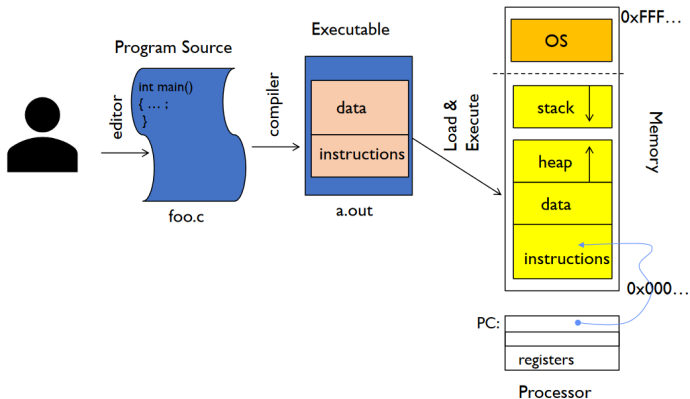 Program Source
int main()
{ ... ;
}
editor
foo.c
compiler
Executable
data
instructions
a.out
Load &
Execute
0xFFF...
OS
stack
heap
data
instructions
Memory
0x000...
PC:
registers
Processor